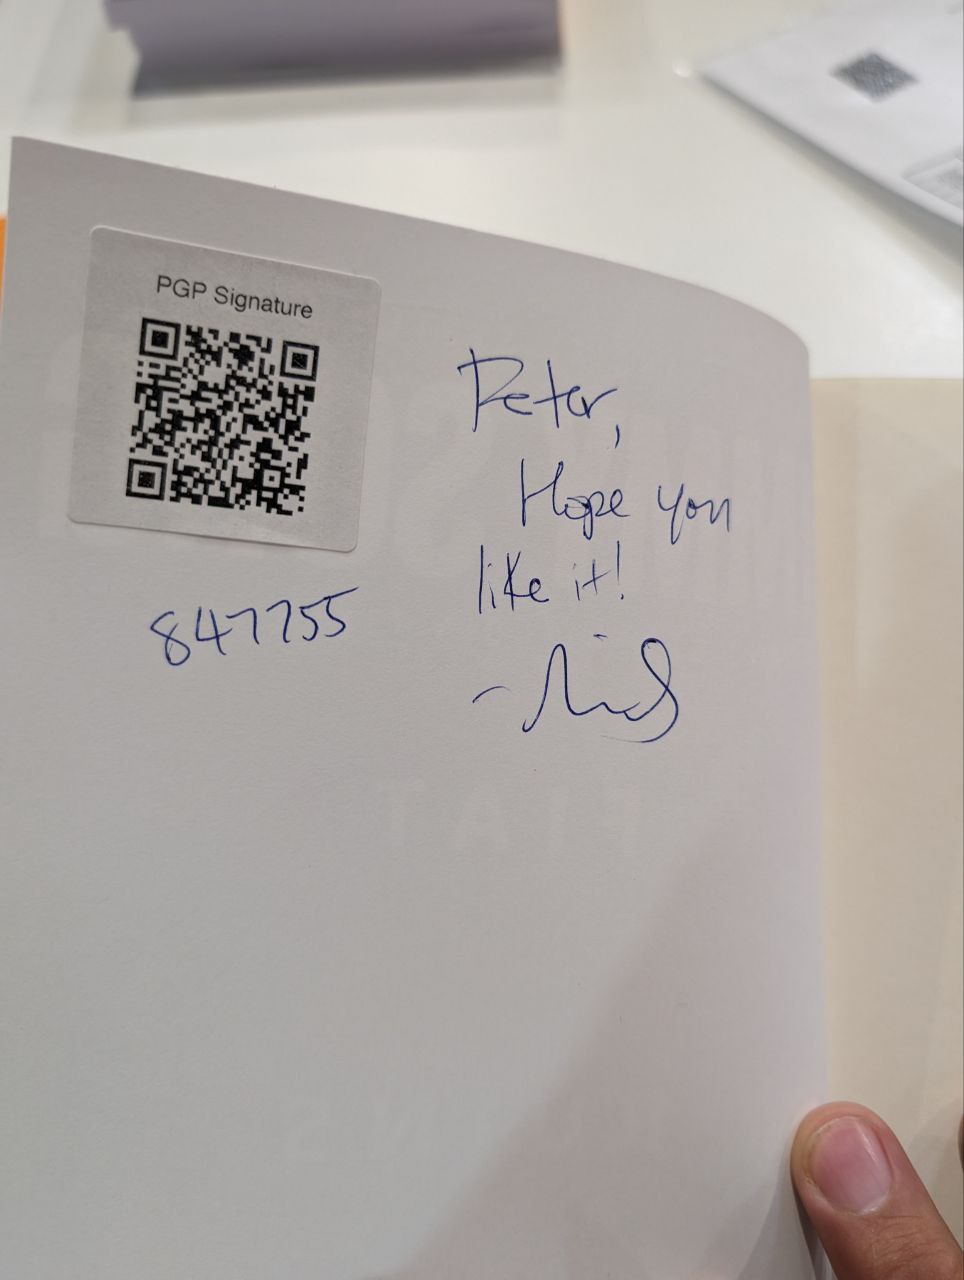 PGP Signature
Peter,
Hope you
like it!
847755